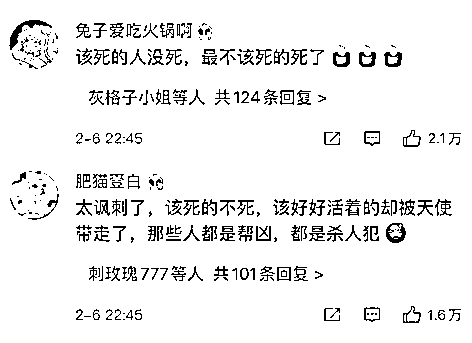 兔子爱吃火锅啊
该死的人没死，最不该死的死了
灰格子小姐等人 共124条回复 >
2-6 22:45 2.1万
肥猫竖白
太讽刺了，该死的不死，该好好活着的却被天使
带走了，那些人都是帮凶，都是杀人犯
刺玫瑰777等人 共101条回复 >
2-6 22:45 1.6万